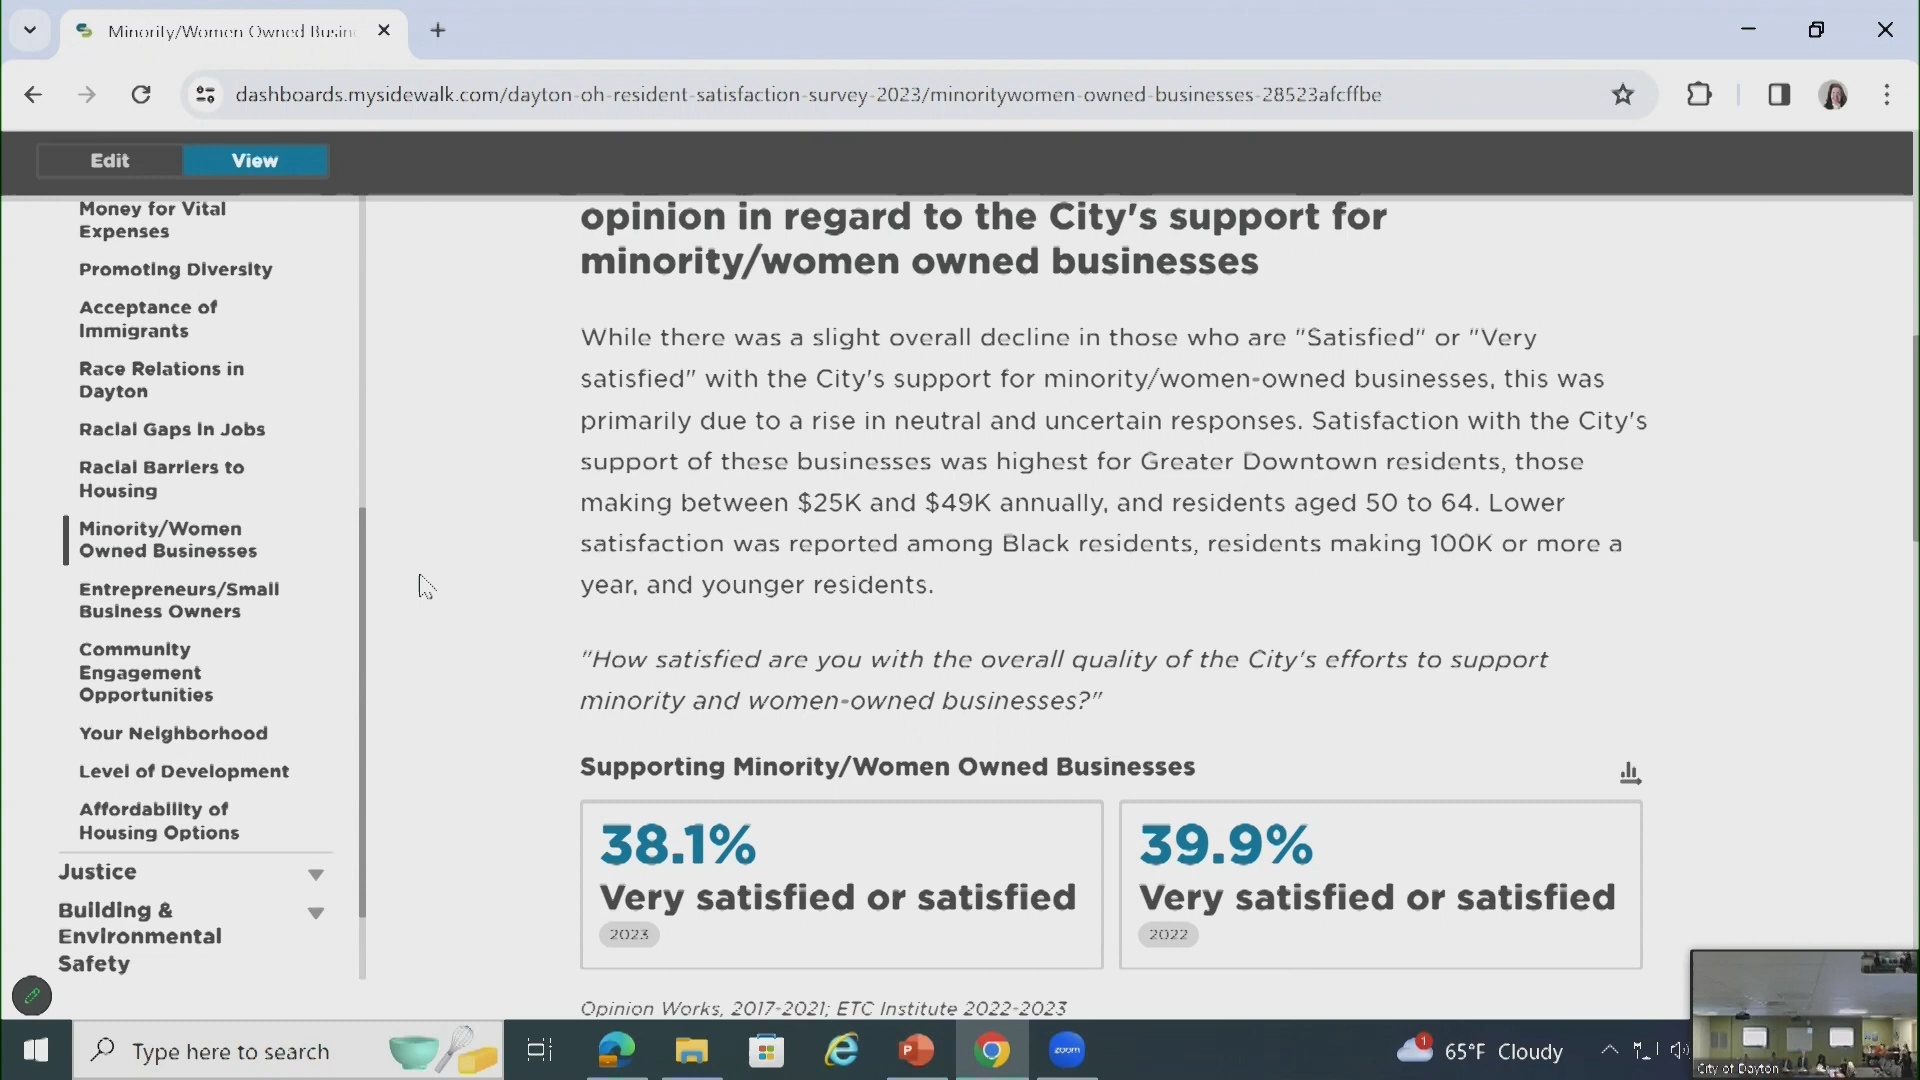 Minority/Women Owned Busin
dashboards.mysidewalk.com/dayton-oh-resident-satisfaction-survey-2023/minoritywomen-owned-businesses-28523afcffbe
Edit
View
Money for Vital
Expenses
Promoting Diversity
Acceptance of
Immigrants
Race Relations in
Dayton
Racial Gaps in Jobs
Racial Barriers to
Housing
Minority/Women
Owned Businesses
Entrepreneurs/Small
Business Owners
Community
Engagement
Opportunities
Your Neighborhood
Level of Development
Affordability of
Housing Options
Justice
Building &
Environmental
Safety
opinion in regard to the City's support for
minority/women owned businesses
While there was a slight overall decline in those who are "Satisfied" or "Very
satisfied" with the City's support for minority/women-owned businesses, this was
primarily due to a rise in neutral and uncertain responses. Satisfaction with the City's
support of these businesses was highest for Greater Downtown residents, those
making between $25K and $49K annually, and residents aged 50 to 64. Lower
satisfaction was reported among Black residents, residents making 100K or more a
year, and younger residents.
"How satisfied are you with the overall quality of the City's efforts to support
minority and women-owned businesses?"
Supporting Minority/Women Owned Businesses
38.1%
Very satisfied or satisfied
2023
39.9%
Very satisfied or satisfied
2022
Opinion Works, 2017-2021; ETC Institute 2022-2023
Type here to search
P
zoom
1
65°F Cloudy
City of Dayton